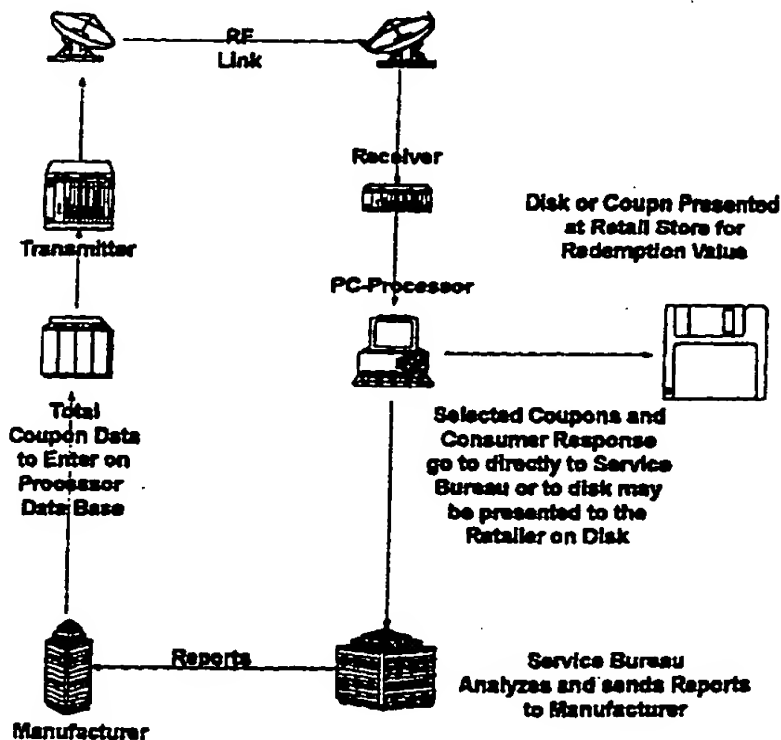 RF
Link
Receiver
Disk or Coupn Presented
at Retail Store for
Redemption Value
Transmitter
PC-Processor
Total
Coupon Data
to Enter on
Processor
Data Base
Selected Coupons and
Consumer Response
go to directly to Service
Bureau or to disk may
be presented to the
Retailer on Disk
Reports
Service Bureau
Analyzes and sends Reports
to Manufacturer
Manufacturer